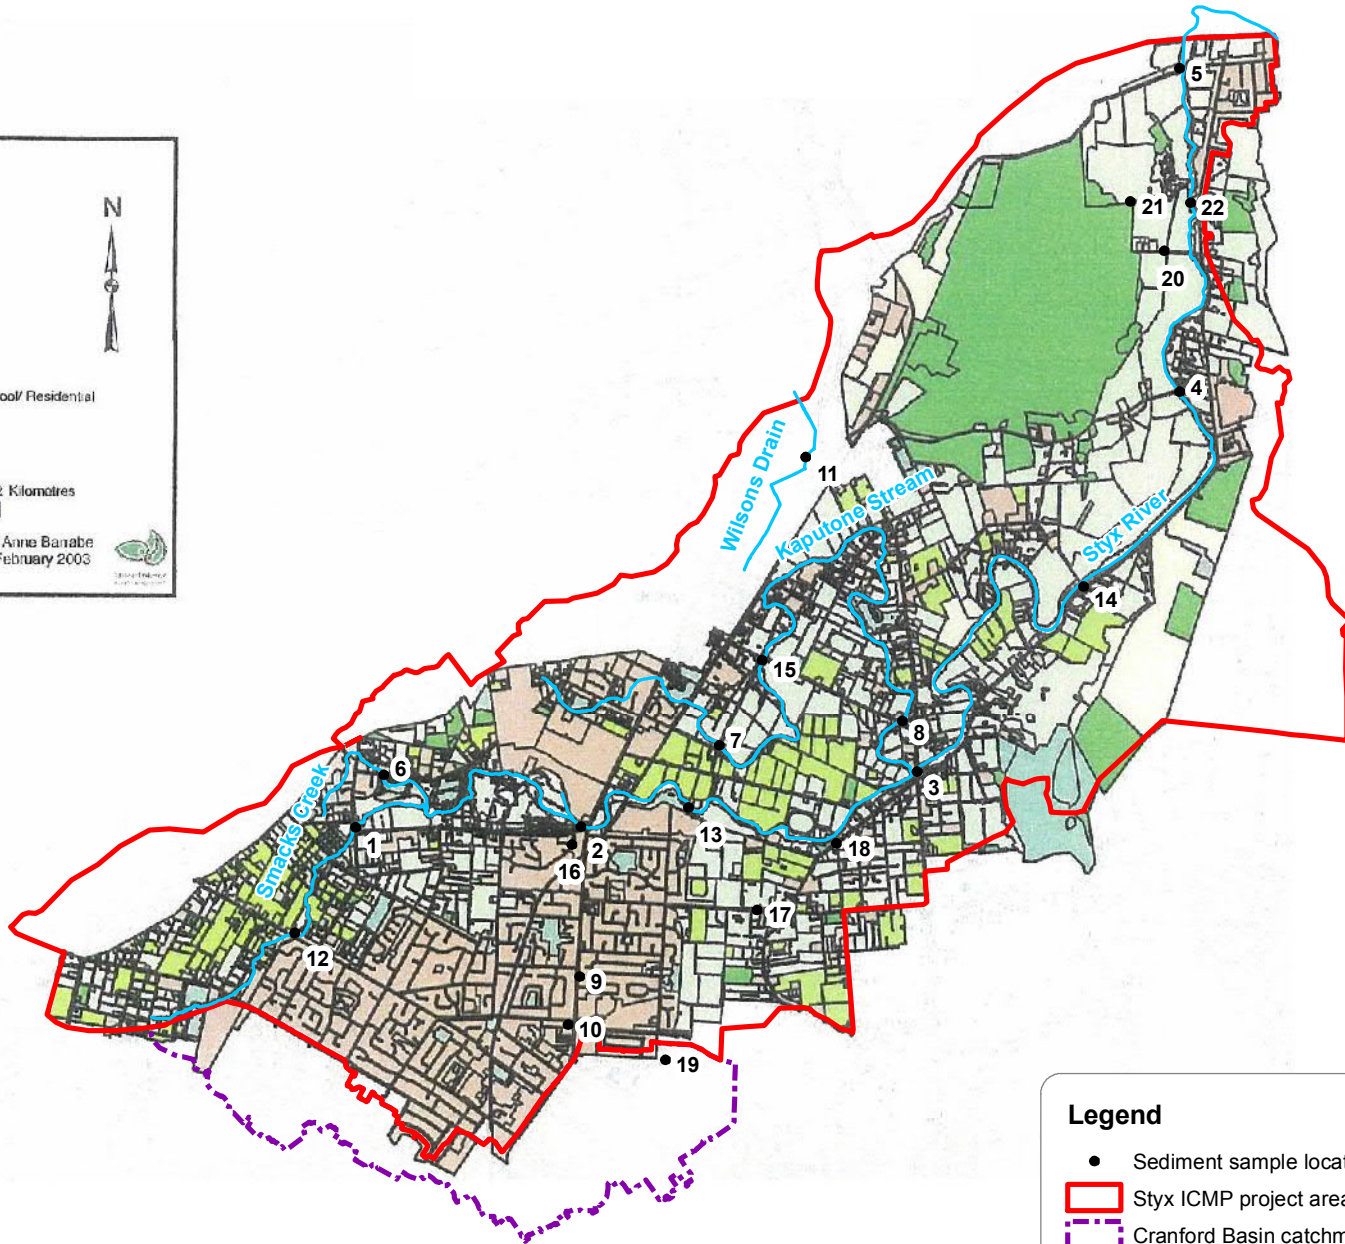 N
ool/ Residential
2 Kilometres
Anne Barrabe
February 2003
5
21
22
20
4
Wilsons Drain
11
Kaputone Stream
Styx River
14
15
7
8
6
3
Smacks Creek
1
2
13
18
16
17
12
9
10
19
Legend
Sediment sample locat
Styx ICMP project area
Cranford Basin catchm